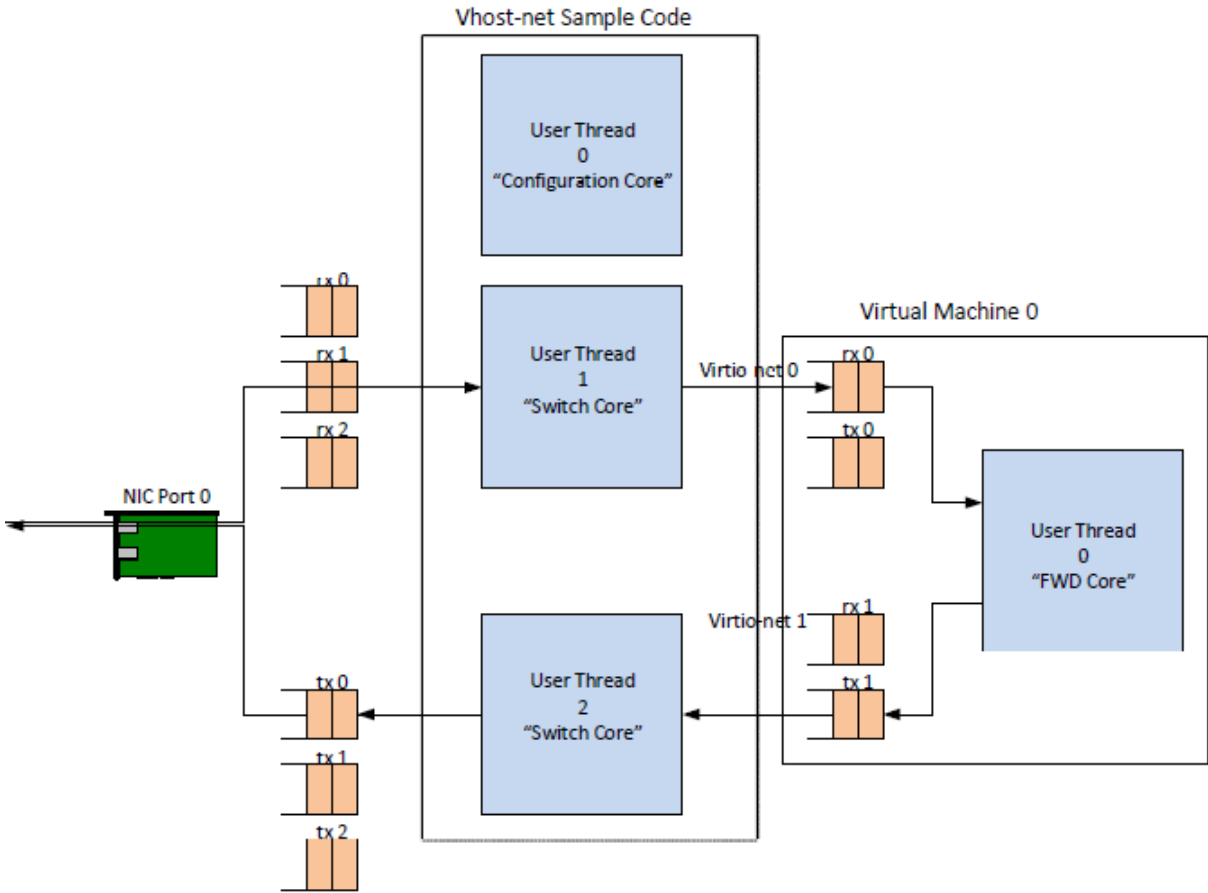 Vhost-net Sample Code
User Thread
0
“Configuration Core”
rx 0
rx 1
rx 2
User Thread
1
“Switch Core”
Virtual Machine 0
Virtio-net 0
rx 0
tx 0
NIC Port 0
User Thread
0
“FWD Core”
Virtio-net 1
rx 1
tx 1
tx 0
tx 1
tx 2
User Thread
2
“Switch Core”